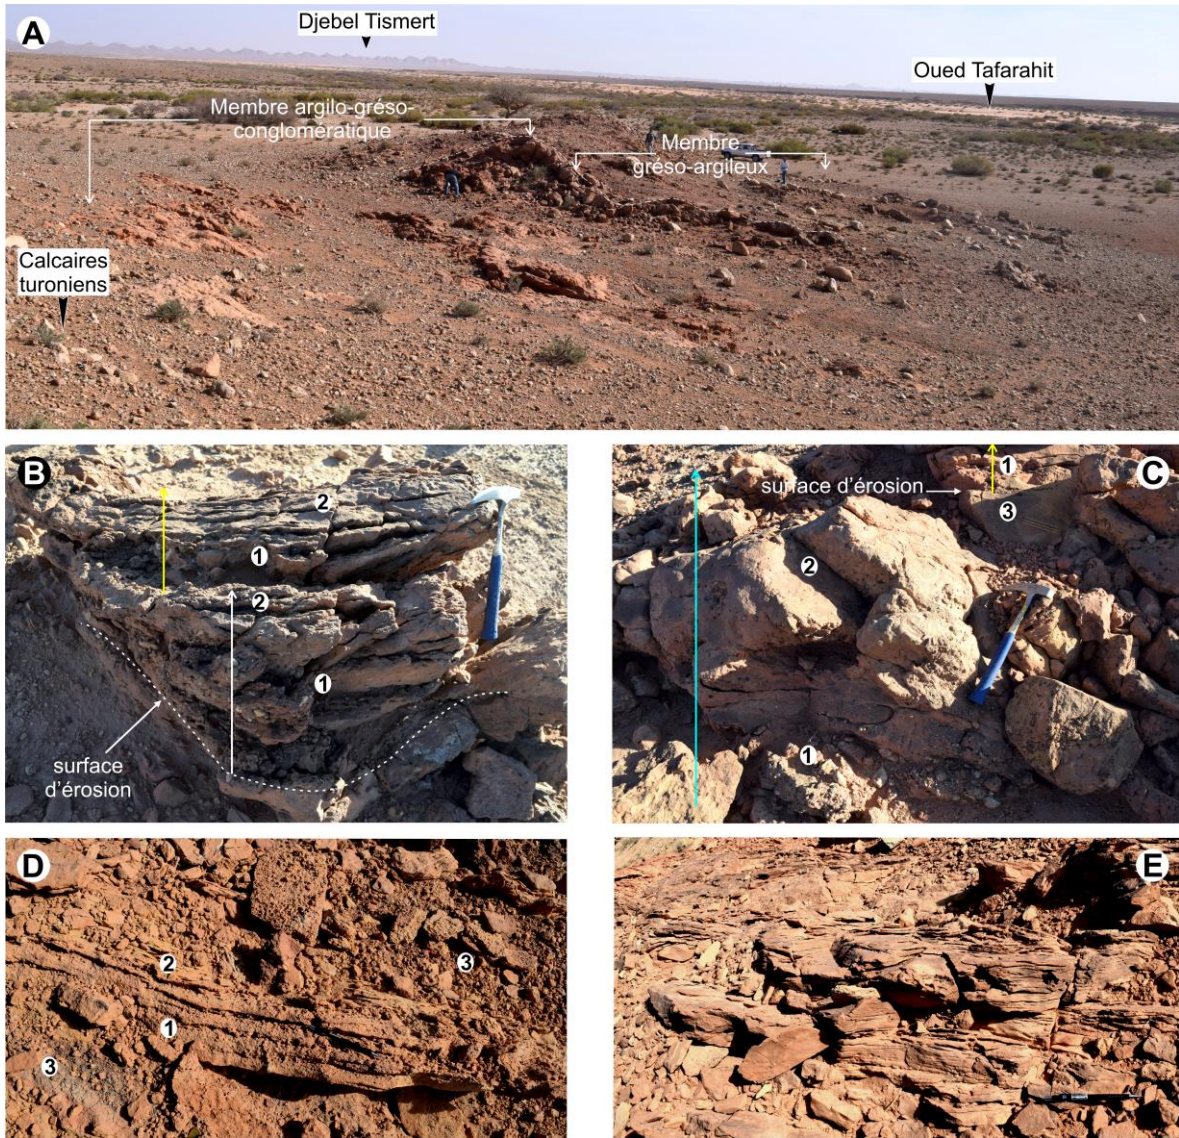 A
Djebel Tismert
Oued Tafarahit
Membre argilo-gréso-
conglomératique
Membre
gréso-argileux
Calcaires
turoniens
B
2
1
2
1
surface
d'érosion
C
1
surface d'érosion
3
2
1
D
2
3
1
3
E